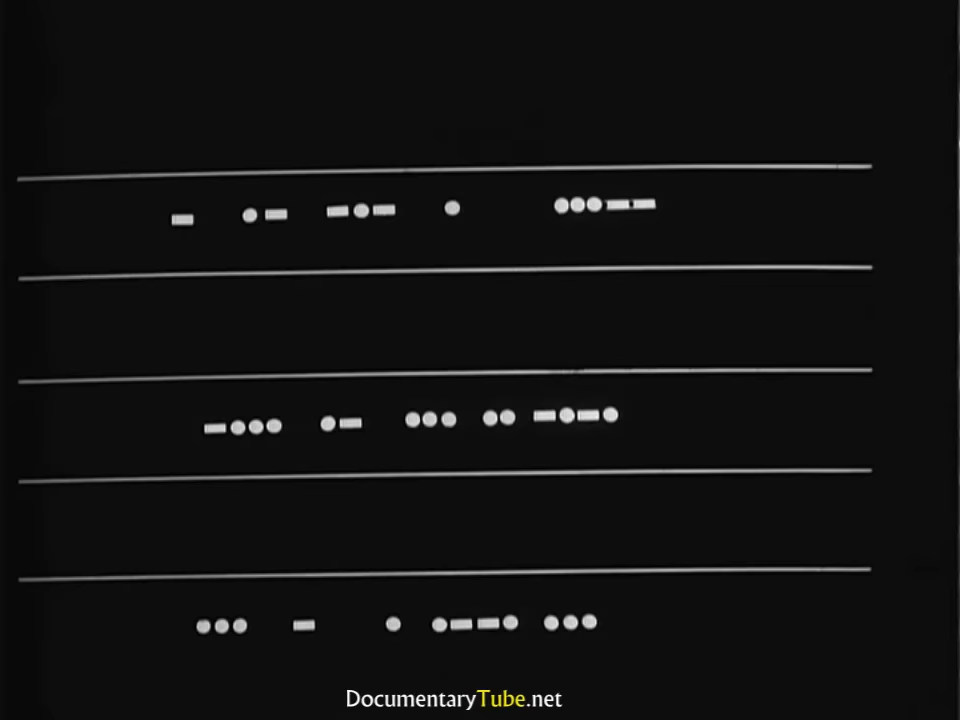 - .- -.- . ...--
-... .- ... .. -.-.
... - . .--. ...
DocumentaryTube.net